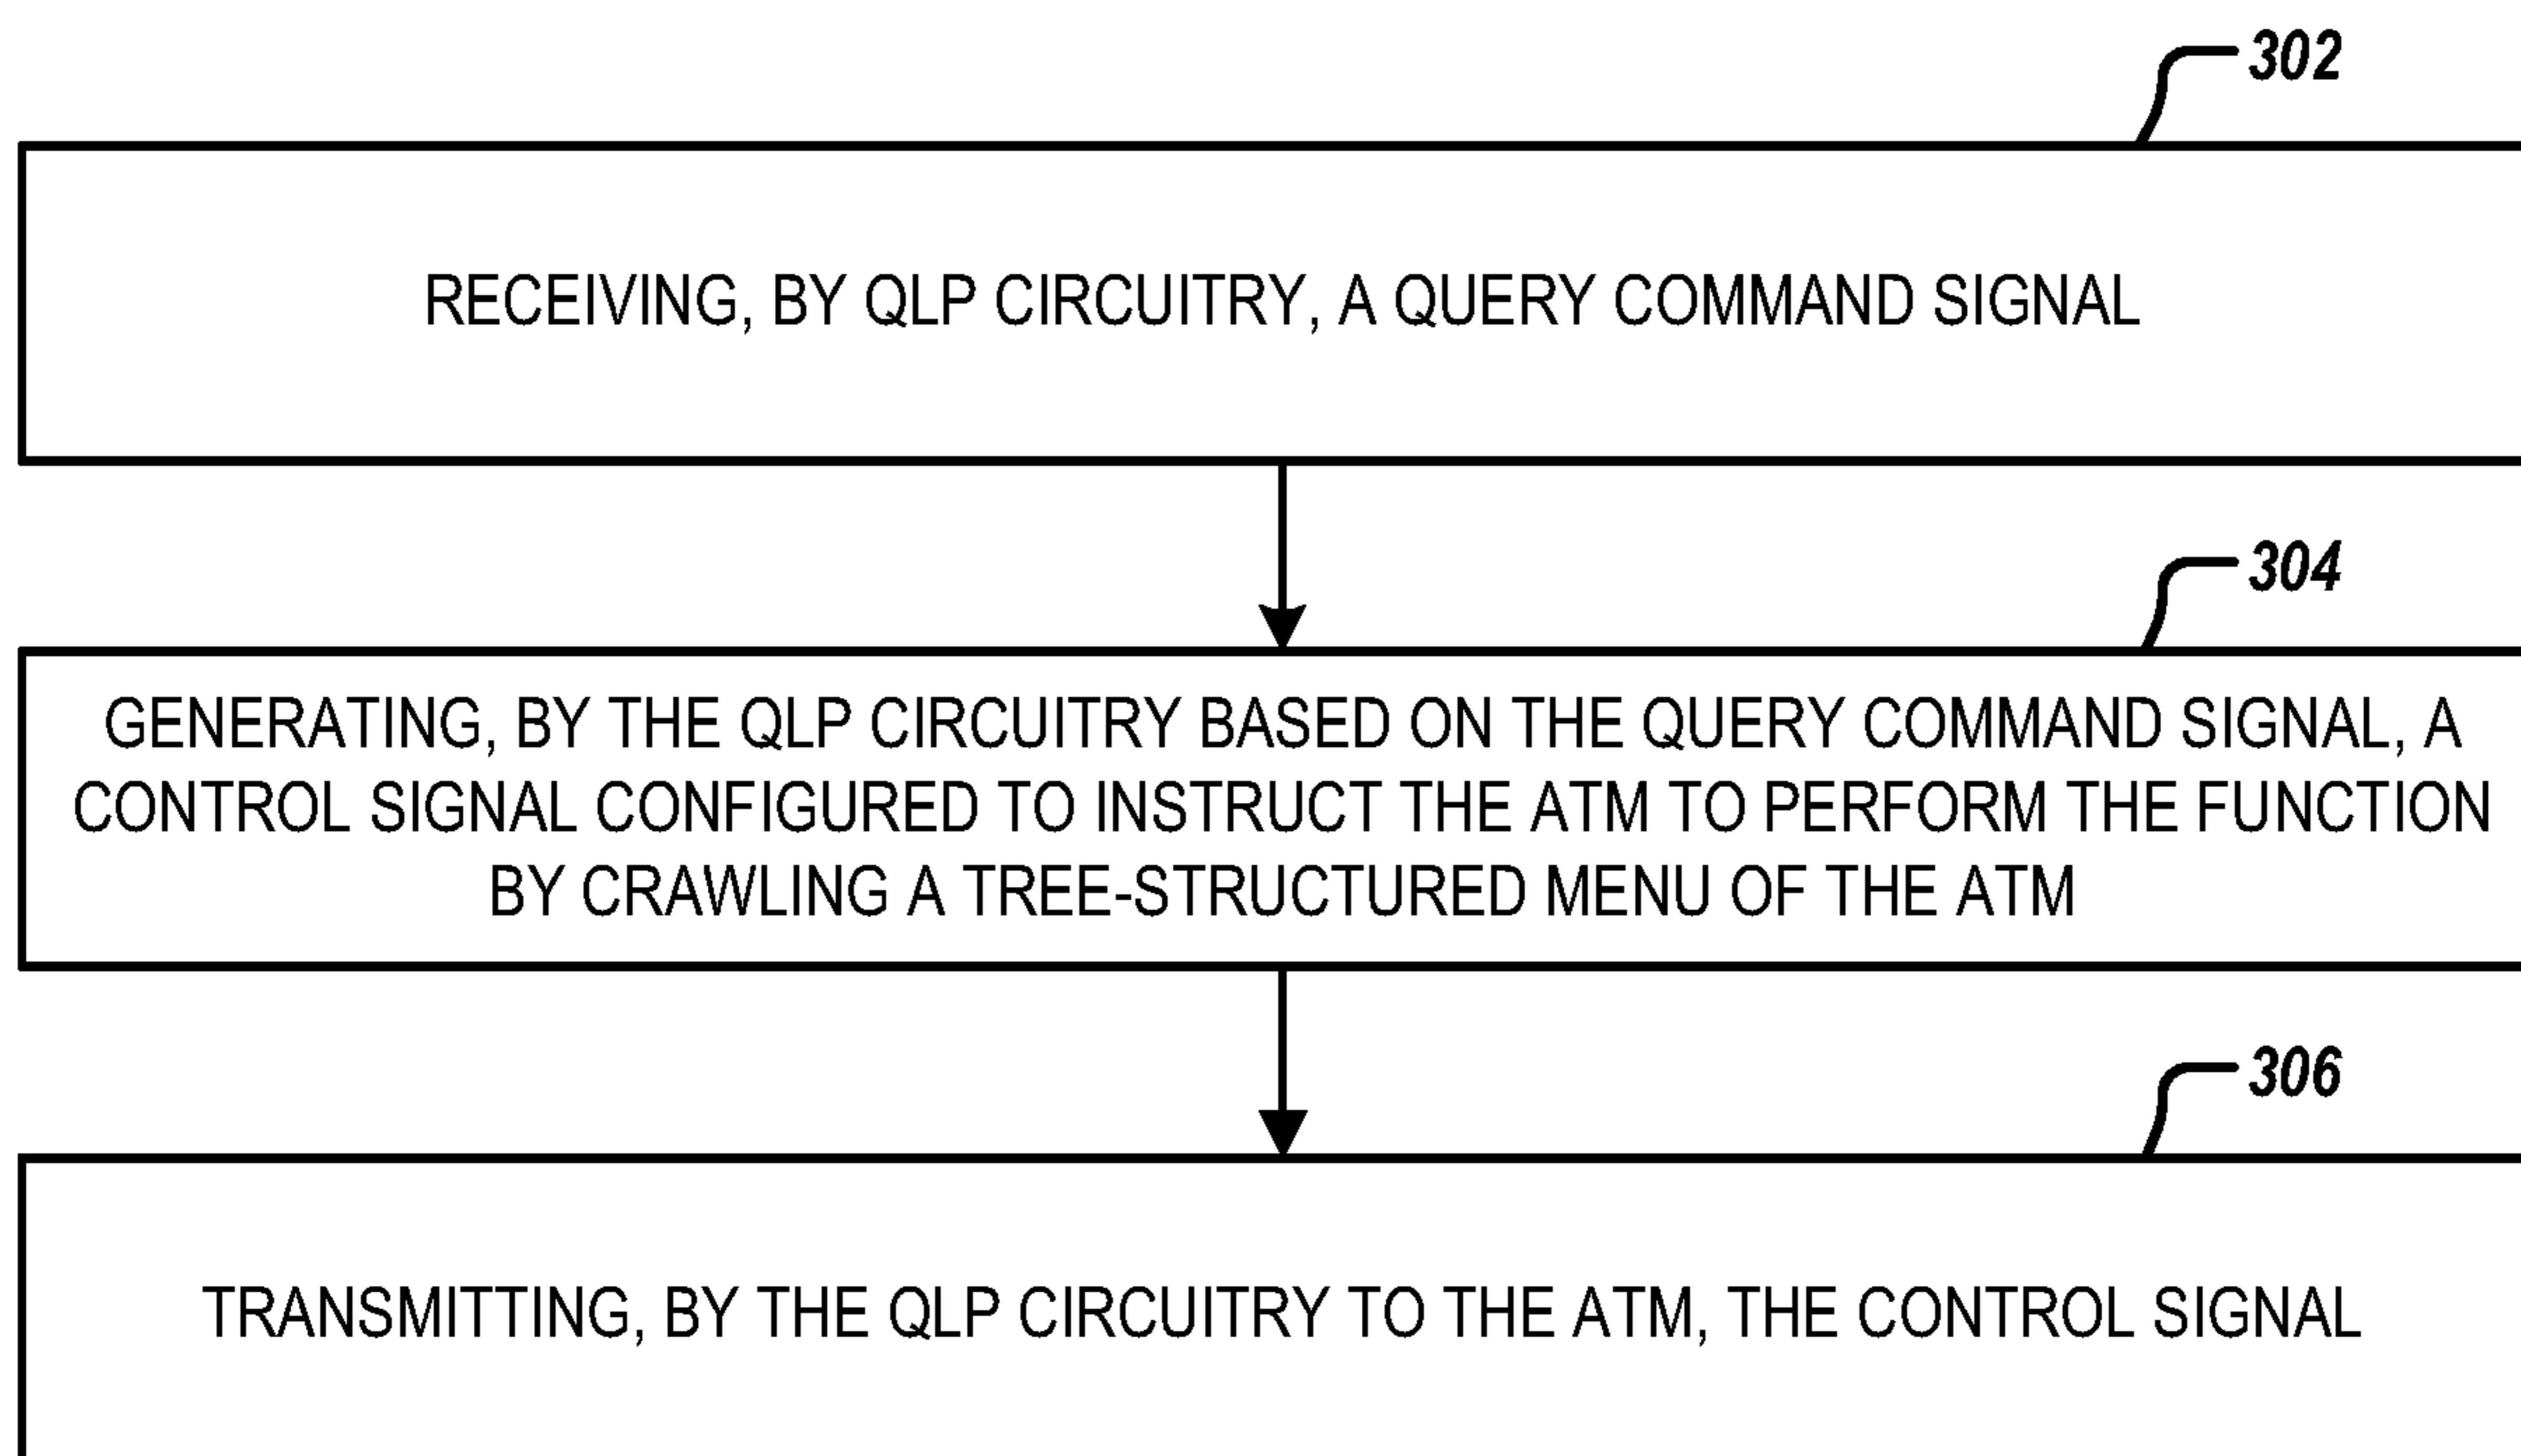 302
RECEIVING, BY QLP CIRCUITRY, A QUERY COMMAND SIGNAL
304
GENERATING, BY THE QLP CIRCUITRY BASED ON THE QUERY COMMAND SIGNAL, A
CONTROL SIGNAL CONFIGURED TO INSTRUCT THE ATM TO PERFORM THE FUNCTION
BY CRAWLING A TREE-STRUCTURED MENU OF THE ATM
306
TRANSMITTING, BY THE QLP CIRCUITRY TO THE ATM, THE CONTROL SIGNAL